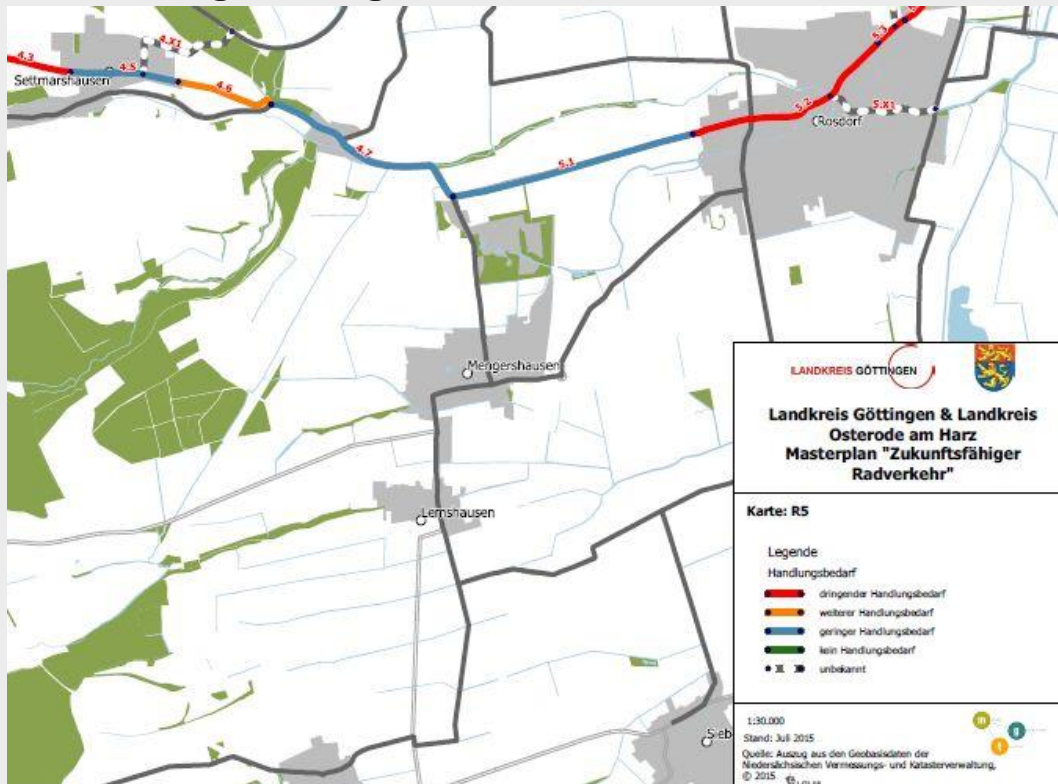 4.3
4.X1
Settmarshausen
4.5
4.6
4.7
5.1
5.2
5.3
5.X1
Rosdorf
Mengershausen
Lemshausen
Sieb
LANDKREIS GÖTTINGEN
Landkreis Göttingen & Landkreis
Osterode am Harz
Masterplan "Zukunftsfähiger
Radverkehr"
Karte: R5
Legende
Handlungsbedarf
dringender Handlungsbedarf
weiterer Handlungsbedarf
geringer Handlungsbedarf
kein Handlungsbedarf
unbekannt
1:30.000
Stand: Juli 2015
Quelle: Auszug aus den Geobasisdaten der
Niedersächsischen Vermessungs- und Katasterverwaltung,
© 2015
m
g
t